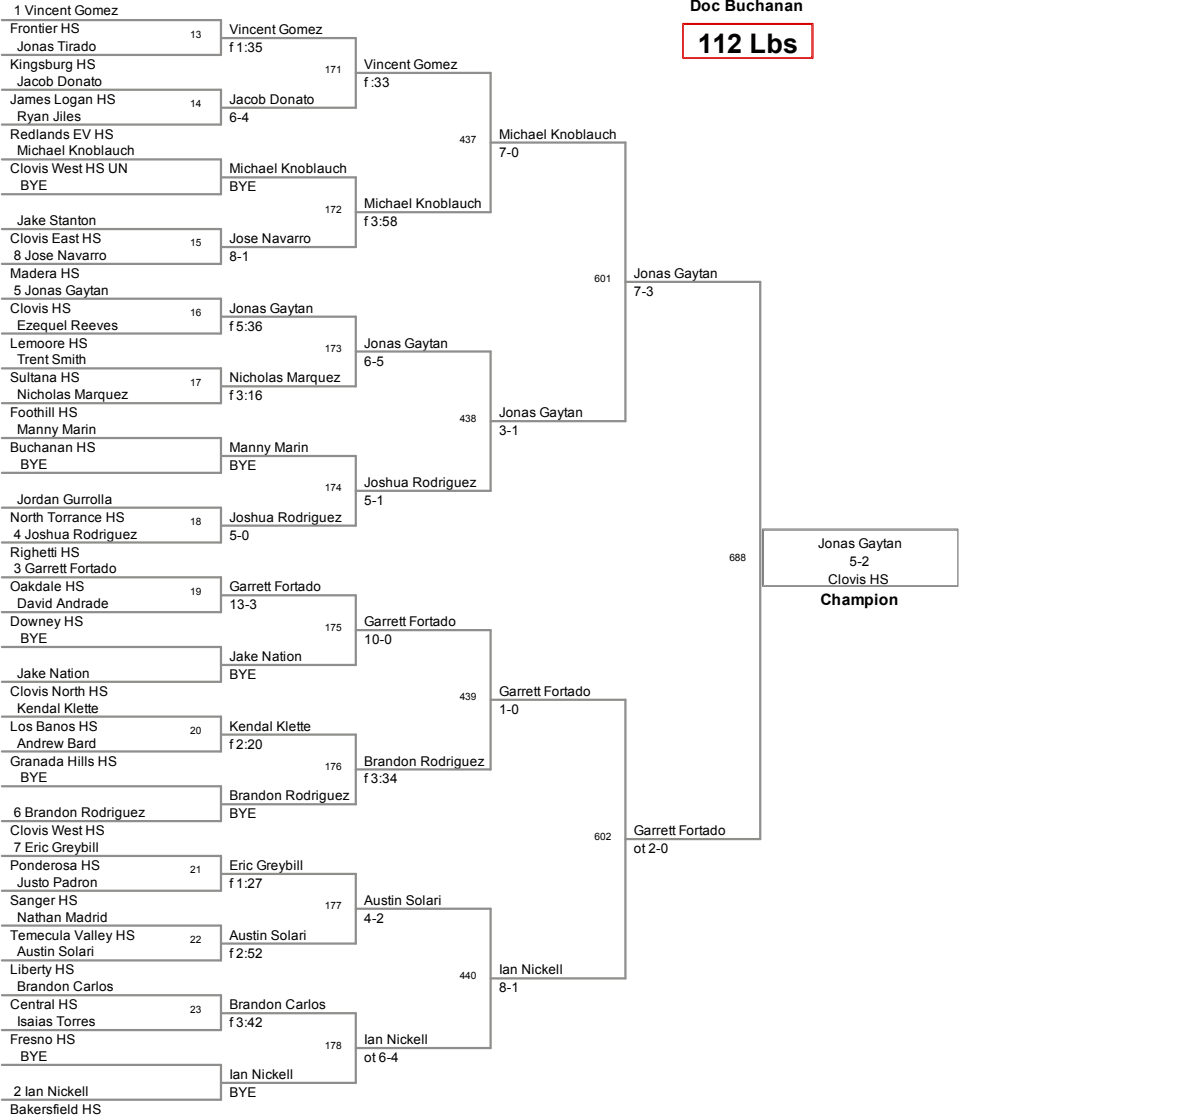 Doc Buchanan
112 Lbs
1 Vincent Gomez
Frontier HS
13
Jonas Tirado
Kingsburg HS
Jacob Donato
James Logan HS
14
Ryan Jiles
Redlands EV HS
Michael Knoblauch
Clovis West HS UN
BYE
Jake Stanton
Clovis East HS
15
8 Jose Navarro
Madera HS
5 Jonas Gaytan
Clovis HS
16
Ezequel Reeves
Lemoore HS
Trent Smith
Sultana HS
17
Nicholas Marquez
Foothill HS
Manny Marin
Buchanan HS
BYE
Jordan Gurrolla
North Torrance HS
18
4 Joshua Rodriguez
Righetti HS
3 Garrett Fortado
Oakdale HS
19
David Andrade
Downey HS
BYE
Jake Nation
Clovis North HS
Kendal Klette
Los Banos HS
20
Andrew Bard
Granada Hills HS
BYE
6 Brandon Rodriguez
Clovis West HS
7 Eric Greybill
Ponderosa HS
21
Justo Padron
Sanger HS
Nathan Madrid
Temecula Valley HS
22
Austin Solari
Liberty HS
Brandon Carlos
Central HS
23
Isaias Torres
Fresno HS
BYE
2 Ian Nickell
Bakersfield HS
Vincent Gomez
f 1:35
171
Jacob Donato
6-4
Michael Knoblauch
BYE
172
Jose Navarro
8-1
Jonas Gaytan
f 5:36
173
Nicholas Marquez
f 3:16
Manny Marin
BYE
174
Joshua Rodriguez
5-0
Garrett Fortado
13-3
175
Jake Nation
BYE
Kendal Klette
f 2:20
176
Brandon Rodriguez
BYE
Eric Greybill
f 1:27
177
Austin Solari
f 2:52
Brandon Carlos
f 3:42
178
Ian Nickell
BYE
Vincent Gomez
f :33
437
Michael Knoblauch
f 3:58
Jonas Gaytan
6-5
438
Joshua Rodriguez
5-1
Garrett Fortado
10-0
439
Brandon Rodriguez
f 3:34
Austin Solari
4-2
440
Ian Nickell
ot 6-4
Michael Knoblauch
7-0
601
Jonas Gaytan
3-1
Garrett Fortado
1-0
602
Ian Nickell
8-1
Jonas Gaytan
7-3
688
Garrett Fortado
ot 2-0
Jonas Gaytan
5-2
Clovis HS
Champion